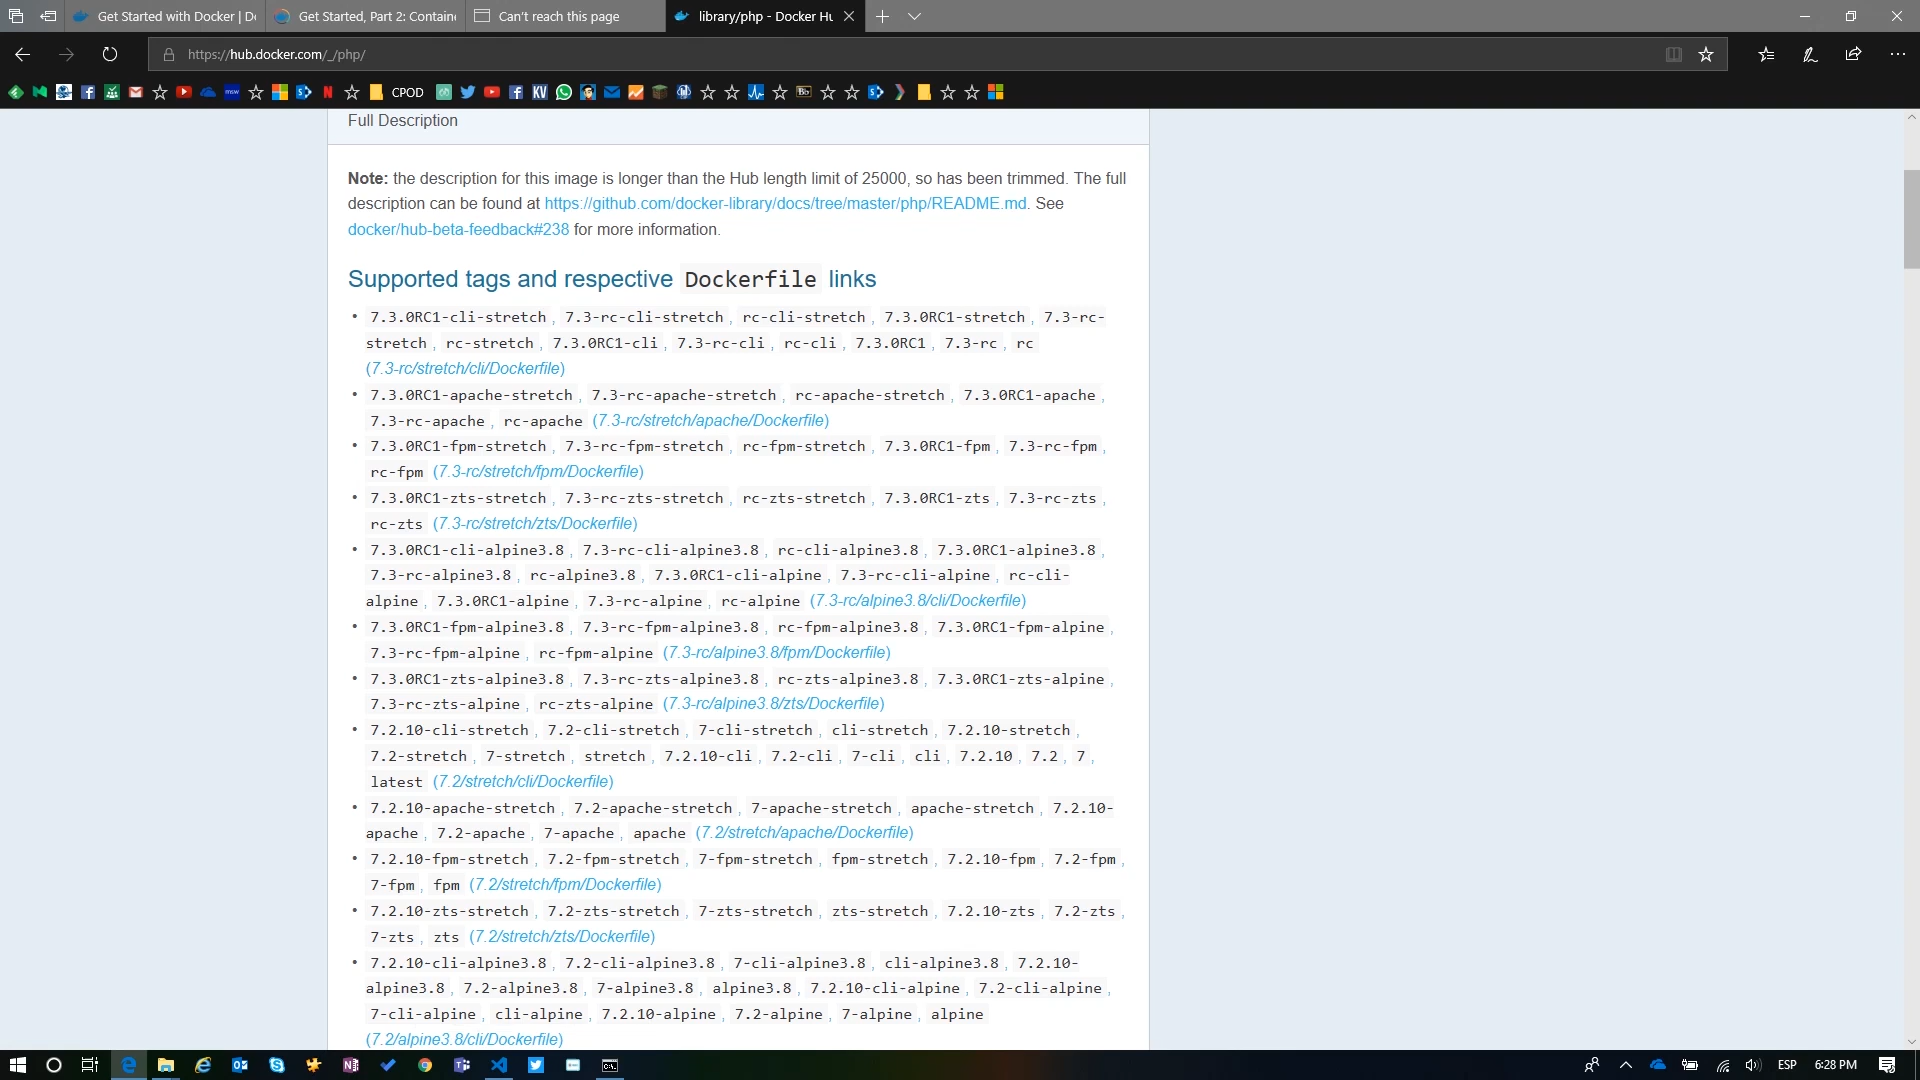 Get Started with Docker | Do
Get Started, Part 2: Containe
Can't reach this page
library/php - Docker Hu
https://hub.docker.com/_/php/
msw
CPOD
KV
Full Description
Note: the description for this image is longer than the Hub length limit of 25000, so has been trimmed. The full
description can be found at https://github.com/docker-library/docs/tree/master/php/README.md. See
docker/hub-beta-feedback#238 for more information.
Supported tags and respective Dockerfile links
• 7.3.0RC1-cli-stretch, 7.3-rc-cli-stretch, rc-cli-stretch, 7.3.0RC1-stretch, 7.3-rc-
stretch, rc-stretch, 7.3.0RC1-cli, 7.3-rc-cli, rc-cli, 7.3.0RC1, 7.3-rc, rc
(7.3-rc/stretch/cli/Dockerfile)
• 7.3.0RC1-apache-stretch, 7.3-rc-apache-stretch, rc-apache-stretch, 7.3.0RC1-apache,
7.3-rc-apache, rc-apache (7.3-rc/stretch/apache/Dockerfile)
• 7.3.0RC1-fpm-stretch, 7.3-rc-fpm-stretch, rc-fpm-stretch, 7.3.0RC1-fpm, 7.3-rc-fpm,
rc-fpm (7.3-rc/stretch/fpm/Dockerfile)
• 7.3.0RC1-zts-stretch, 7.3-rc-zts-stretch, rc-zts-stretch, 7.3.0RC1-zts, 7.3-rc-zts,
rc-zts (7.3-rc/stretch/zts/Dockerfile)
• 7.3.0RC1-cli-alpine3.8, 7.3-rc-cli-alpine3.8, rc-cli-alpine3.8, 7.3.0RC1-alpine3.8,
7.3-rc-alpine3.8, rc-alpine3.8, 7.3.0RC1-cli-alpine, 7.3-rc-cli-alpine, rc-cli-
alpine, 7.3.0RC1-alpine, 7.3-rc-alpine, rc-alpine (7.3-rc/alpine3.8/cli/Dockerfile)
• 7.3.0RC1-fpm-alpine3.8, 7.3-rc-fpm-alpine3.8, rc-fpm-alpine3.8, 7.3.0RC1-fpm-alpine,
7.3-rc-fpm-alpine, rc-fpm-alpine (7.3-rc/alpine3.8/fpm/Dockerfile)
• 7.3.0RC1-zts-alpine3.8, 7.3-rc-zts-alpine3.8, rc-zts-alpine3.8, 7.3.0RC1-zts-alpine,
7.3-rc-zts-alpine, rc-zts-alpine (7.3-rc/alpine3.8/zts/Dockerfile)
• 7.2.10-cli-stretch, 7.2-cli-stretch, 7-cli-stretch, cli-stretch, 7.2.10-stretch,
7.2-stretch, 7-stretch, stretch, 7.2.10-cli, 7.2-cli, 7-cli, cli, 7.2.10, 7.2, 7,
latest (7.2/stretch/cli/Dockerfile)
• 7.2.10-apache-stretch, 7.2-apache-stretch, 7-apache-stretch, apache-stretch, 7.2.10-
apache, 7.2-apache, 7-apache, apache (7.2/stretch/apache/Dockerfile)
• 7.2.10-fpm-stretch, 7.2-fpm-stretch, 7-fpm-stretch, fpm-stretch, 7.2.10-fpm, 7.2-fpm,
7-fpm, fpm (7.2/stretch/fpm/Dockerfile)
• 7.2.10-zts-stretch, 7.2-zts-stretch, 7-zts-stretch, zts-stretch, 7.2.10-zts, 7.2-zts,
7-zts, zts (7.2/stretch/zts/Dockerfile)
• 7.2.10-cli-alpine3.8, 7.2-cli-alpine3.8, 7-cli-alpine3.8, cli-alpine3.8, 7.2.10-
alpine3.8, 7.2-alpine3.8, 7-alpine3.8, alpine3.8, 7.2.10-cli-alpine, 7.2-cli-alpine,
7-cli-alpine, cli-alpine, 7.2.10-alpine, 7.2-alpine, 7-alpine, alpine
(7.2/alpine3.8/cli/Dockerfile)
ESP
6:28 PM